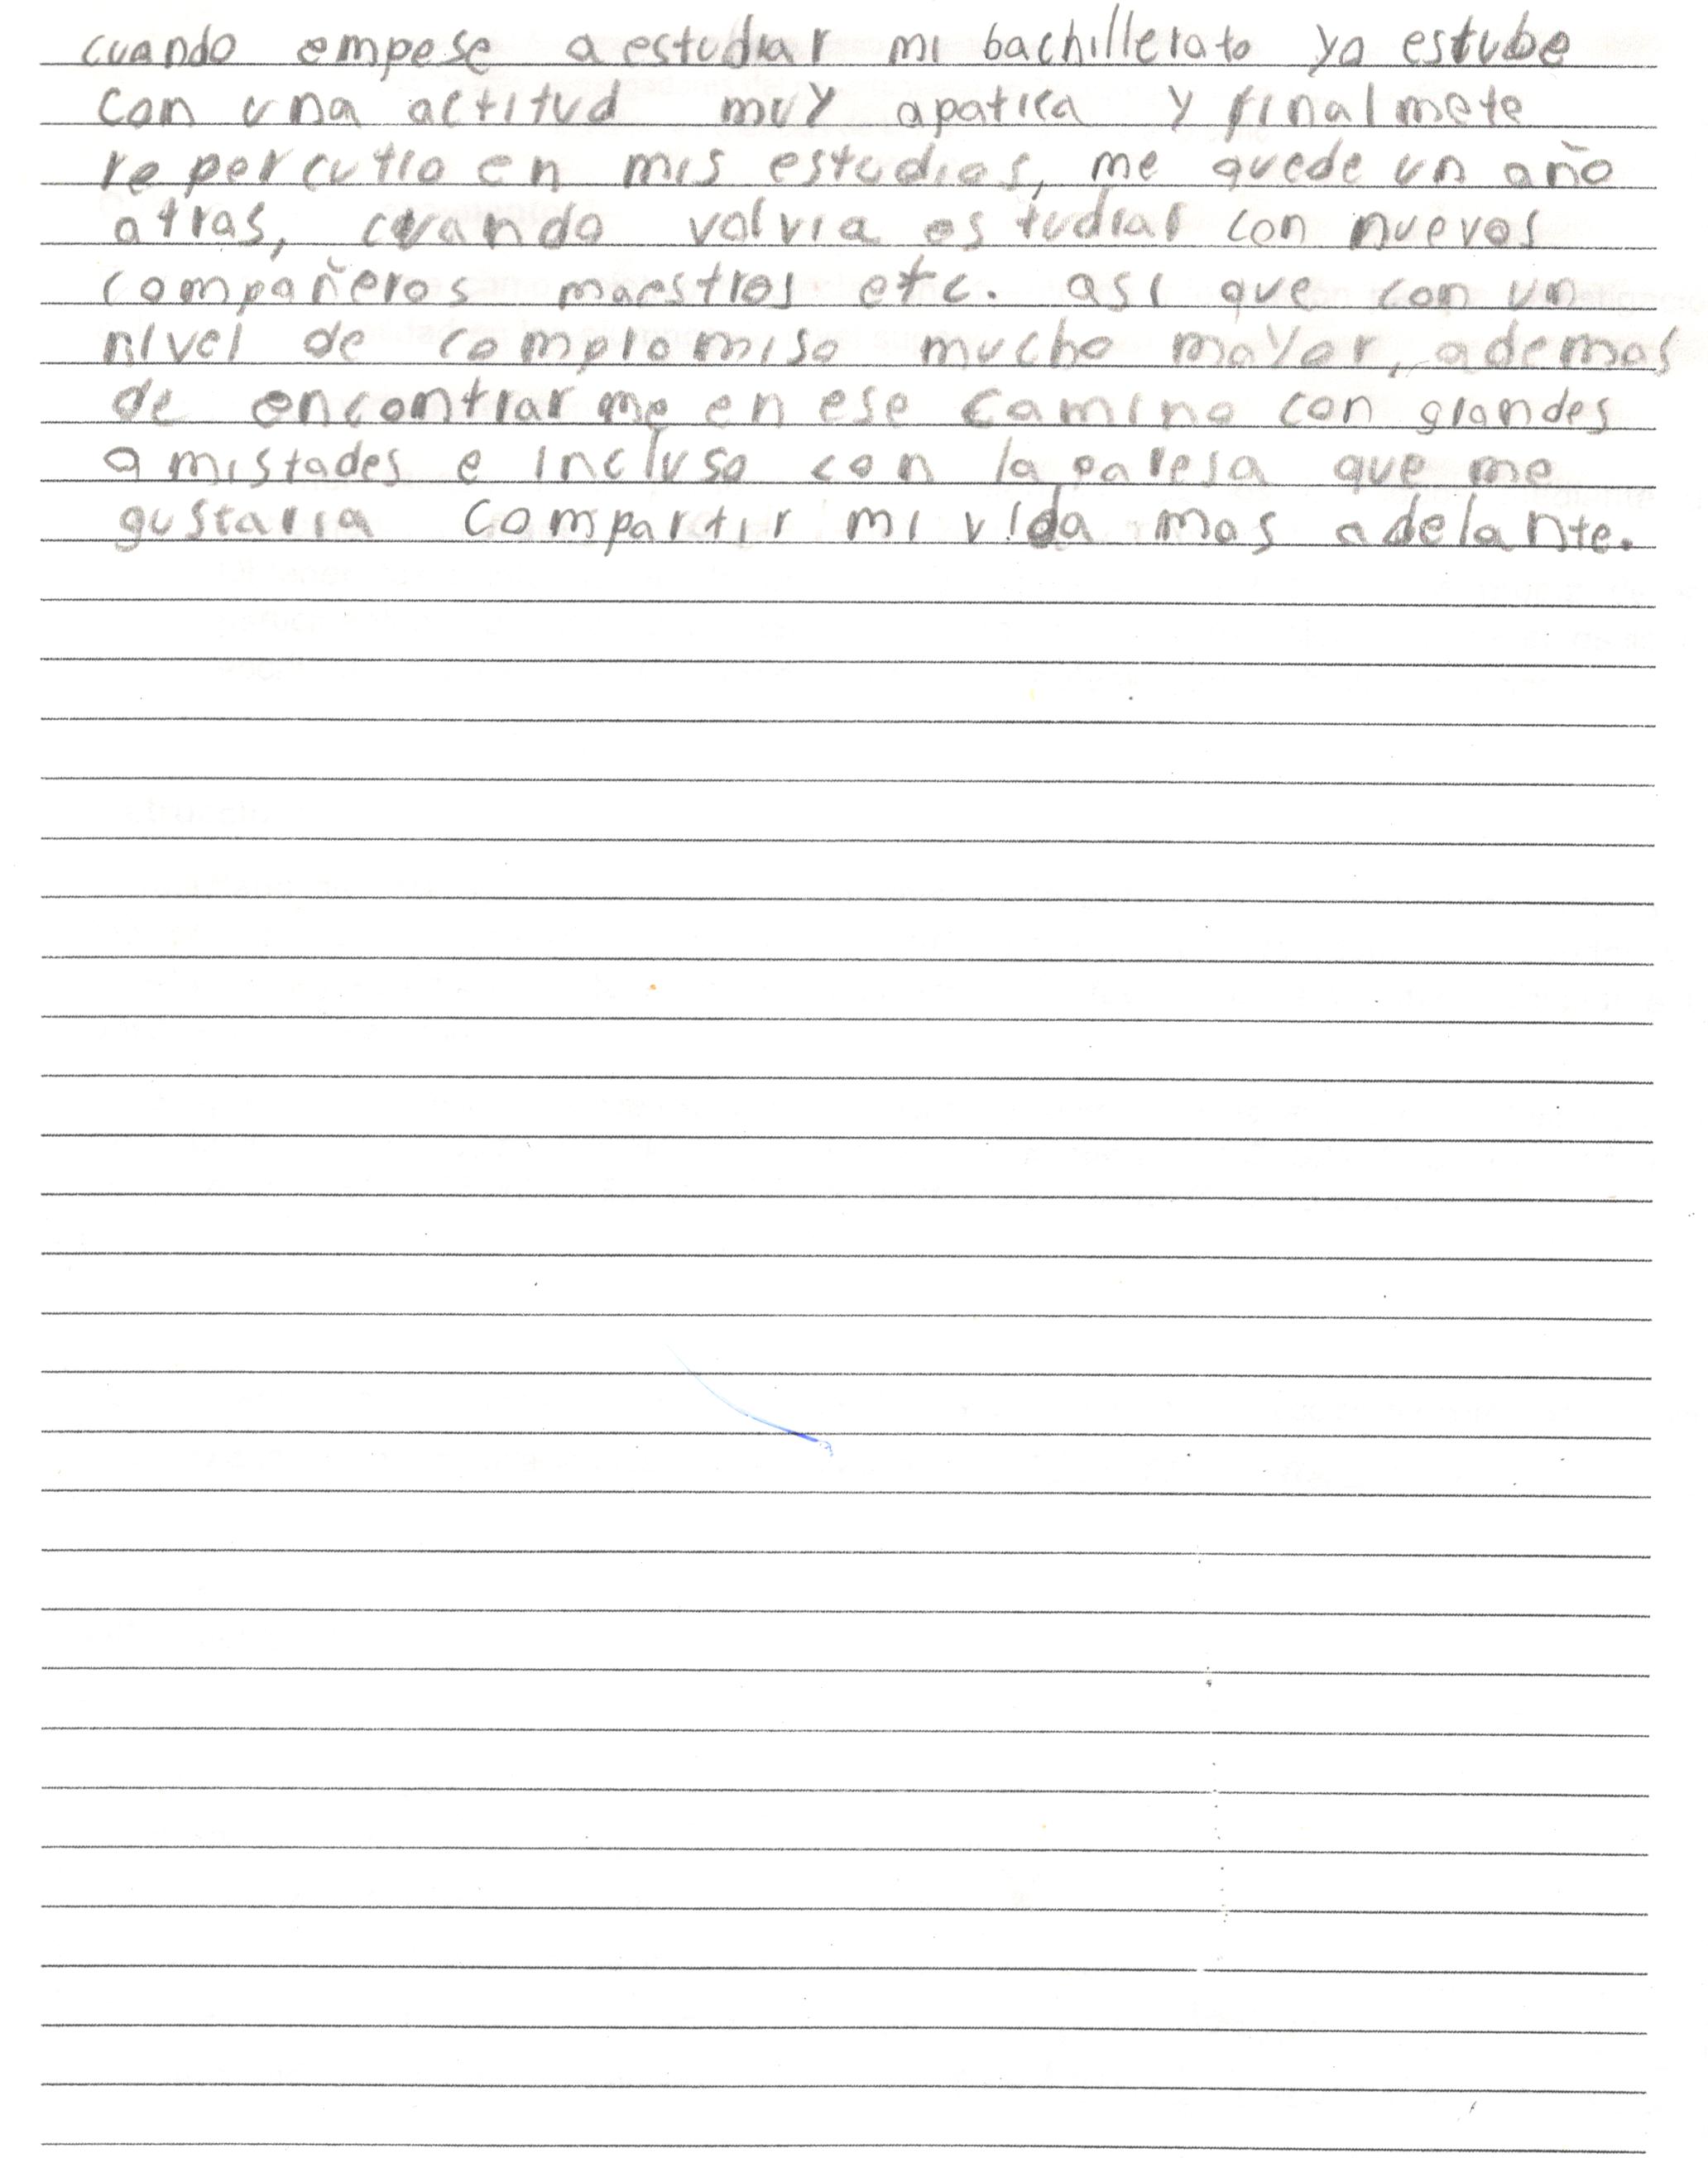 cuando empese a estudiar mi bachillerato yo estube
con una actitud muy apatica y finalmete
repercutio en mis estudios, me quede un año
atras, cuando volvia estudiar con nuevos
compañeros maestros etc. asi que con un
nivel de compromiso mucho mayor, ademas
de encontrarme en ese camino con grandes
amistades e incluso con la pareja que me
gustaria compartir mi vida mas adelante.